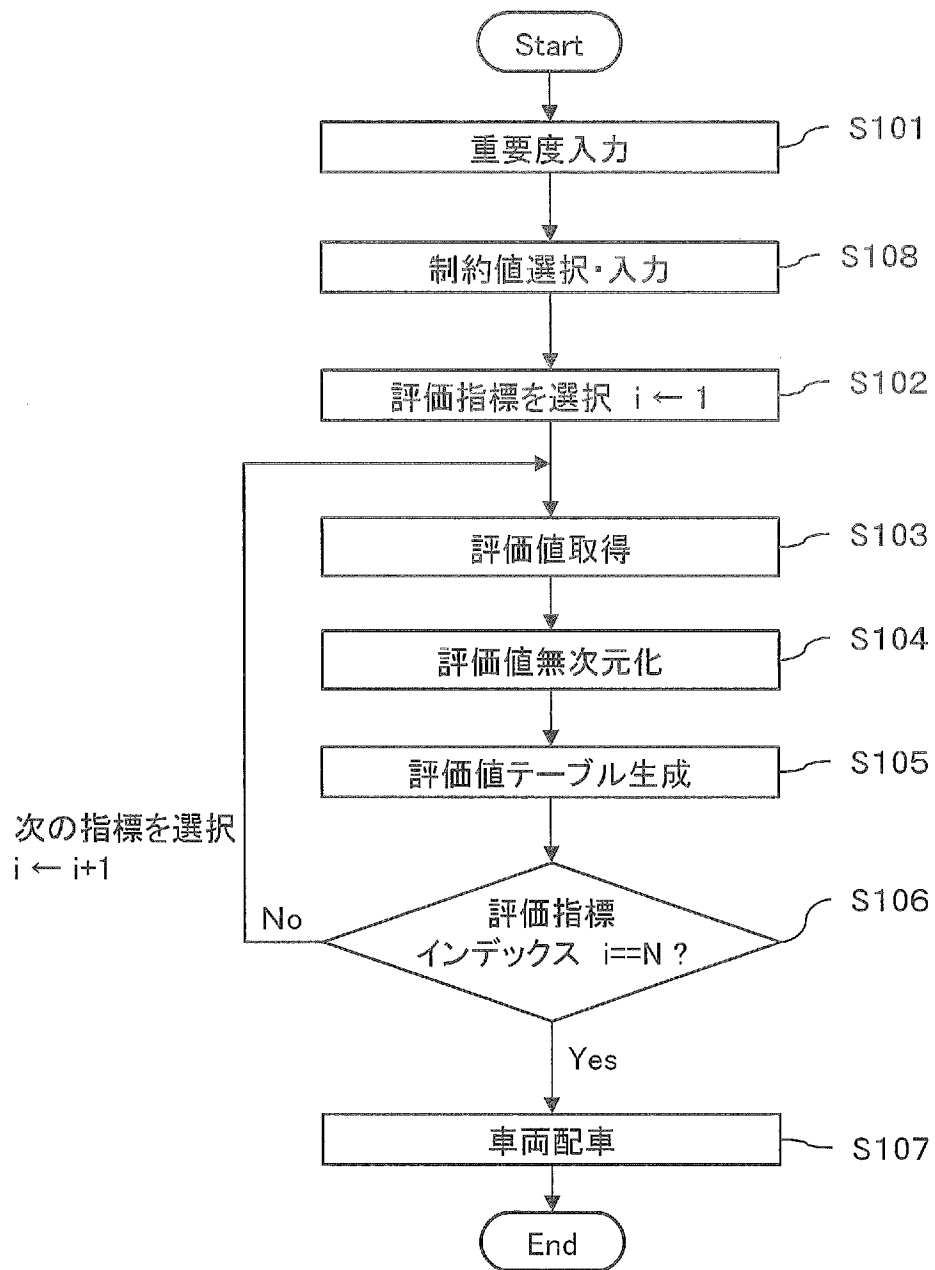 Start
重要度入力
S101
制約値選択・入力
S108
評価指標を選択 i ← 1
S102
評価値取得
S103
評価値無次元化
S104
評価値テーブル生成
S105
次の指標を選択
i ← i+1
No
評価指標
インデックス i==N ?
S106
Yes
車両配車
S107
End